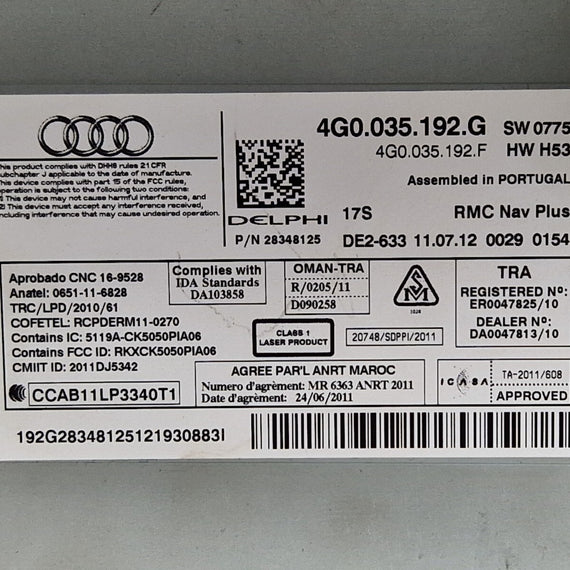 This product complies with DHHS rules 21CFR
subchapter J applicable to the date of manufacture.
This device complies with part 15 of the FCC rules,
operation is subject to the following two conditions:
1) This device may not cause harmful interference, and
2) This device must accept any interference received,
including interference that may cause undesired
DELPHI
P/N 28348125
4G0.035.192.G SW 0775
4G0.035.192.F HW H53
Assembled in PORTUGAL
17S RMC Nav Plus
DE2-633 11.07.12 0029 0154
Aprobado CNC 16-9528
Anatel: 0651-11-6828
TRC/LPD/2010/61
COFETEL: RCPDERM11-0270
Contains IC: 5119A-CK5050PIA06
Contains FCC ID: RKXCK5050PIA06
CMIIT ID: 2011DJ5342
CCAB11LP3340T1
Complies with
IDA Standards
DA103858
OMAN-TRA
R/0205/11
D090258
CLASS 1
LASER PRODUCT
20748/SDPPI/2011
AGREE PAR'L ANRT MAROC
Numero d'agrément: MR 6363 ANRT 2011
Date d'agrément: 24/06/2011
TRA
REGISTERED Nº:
ER0047825/10
DEALER Nº:
DA0047813/10
ICASA
TA-2011/608
APPROVED
192G28348125121930883I